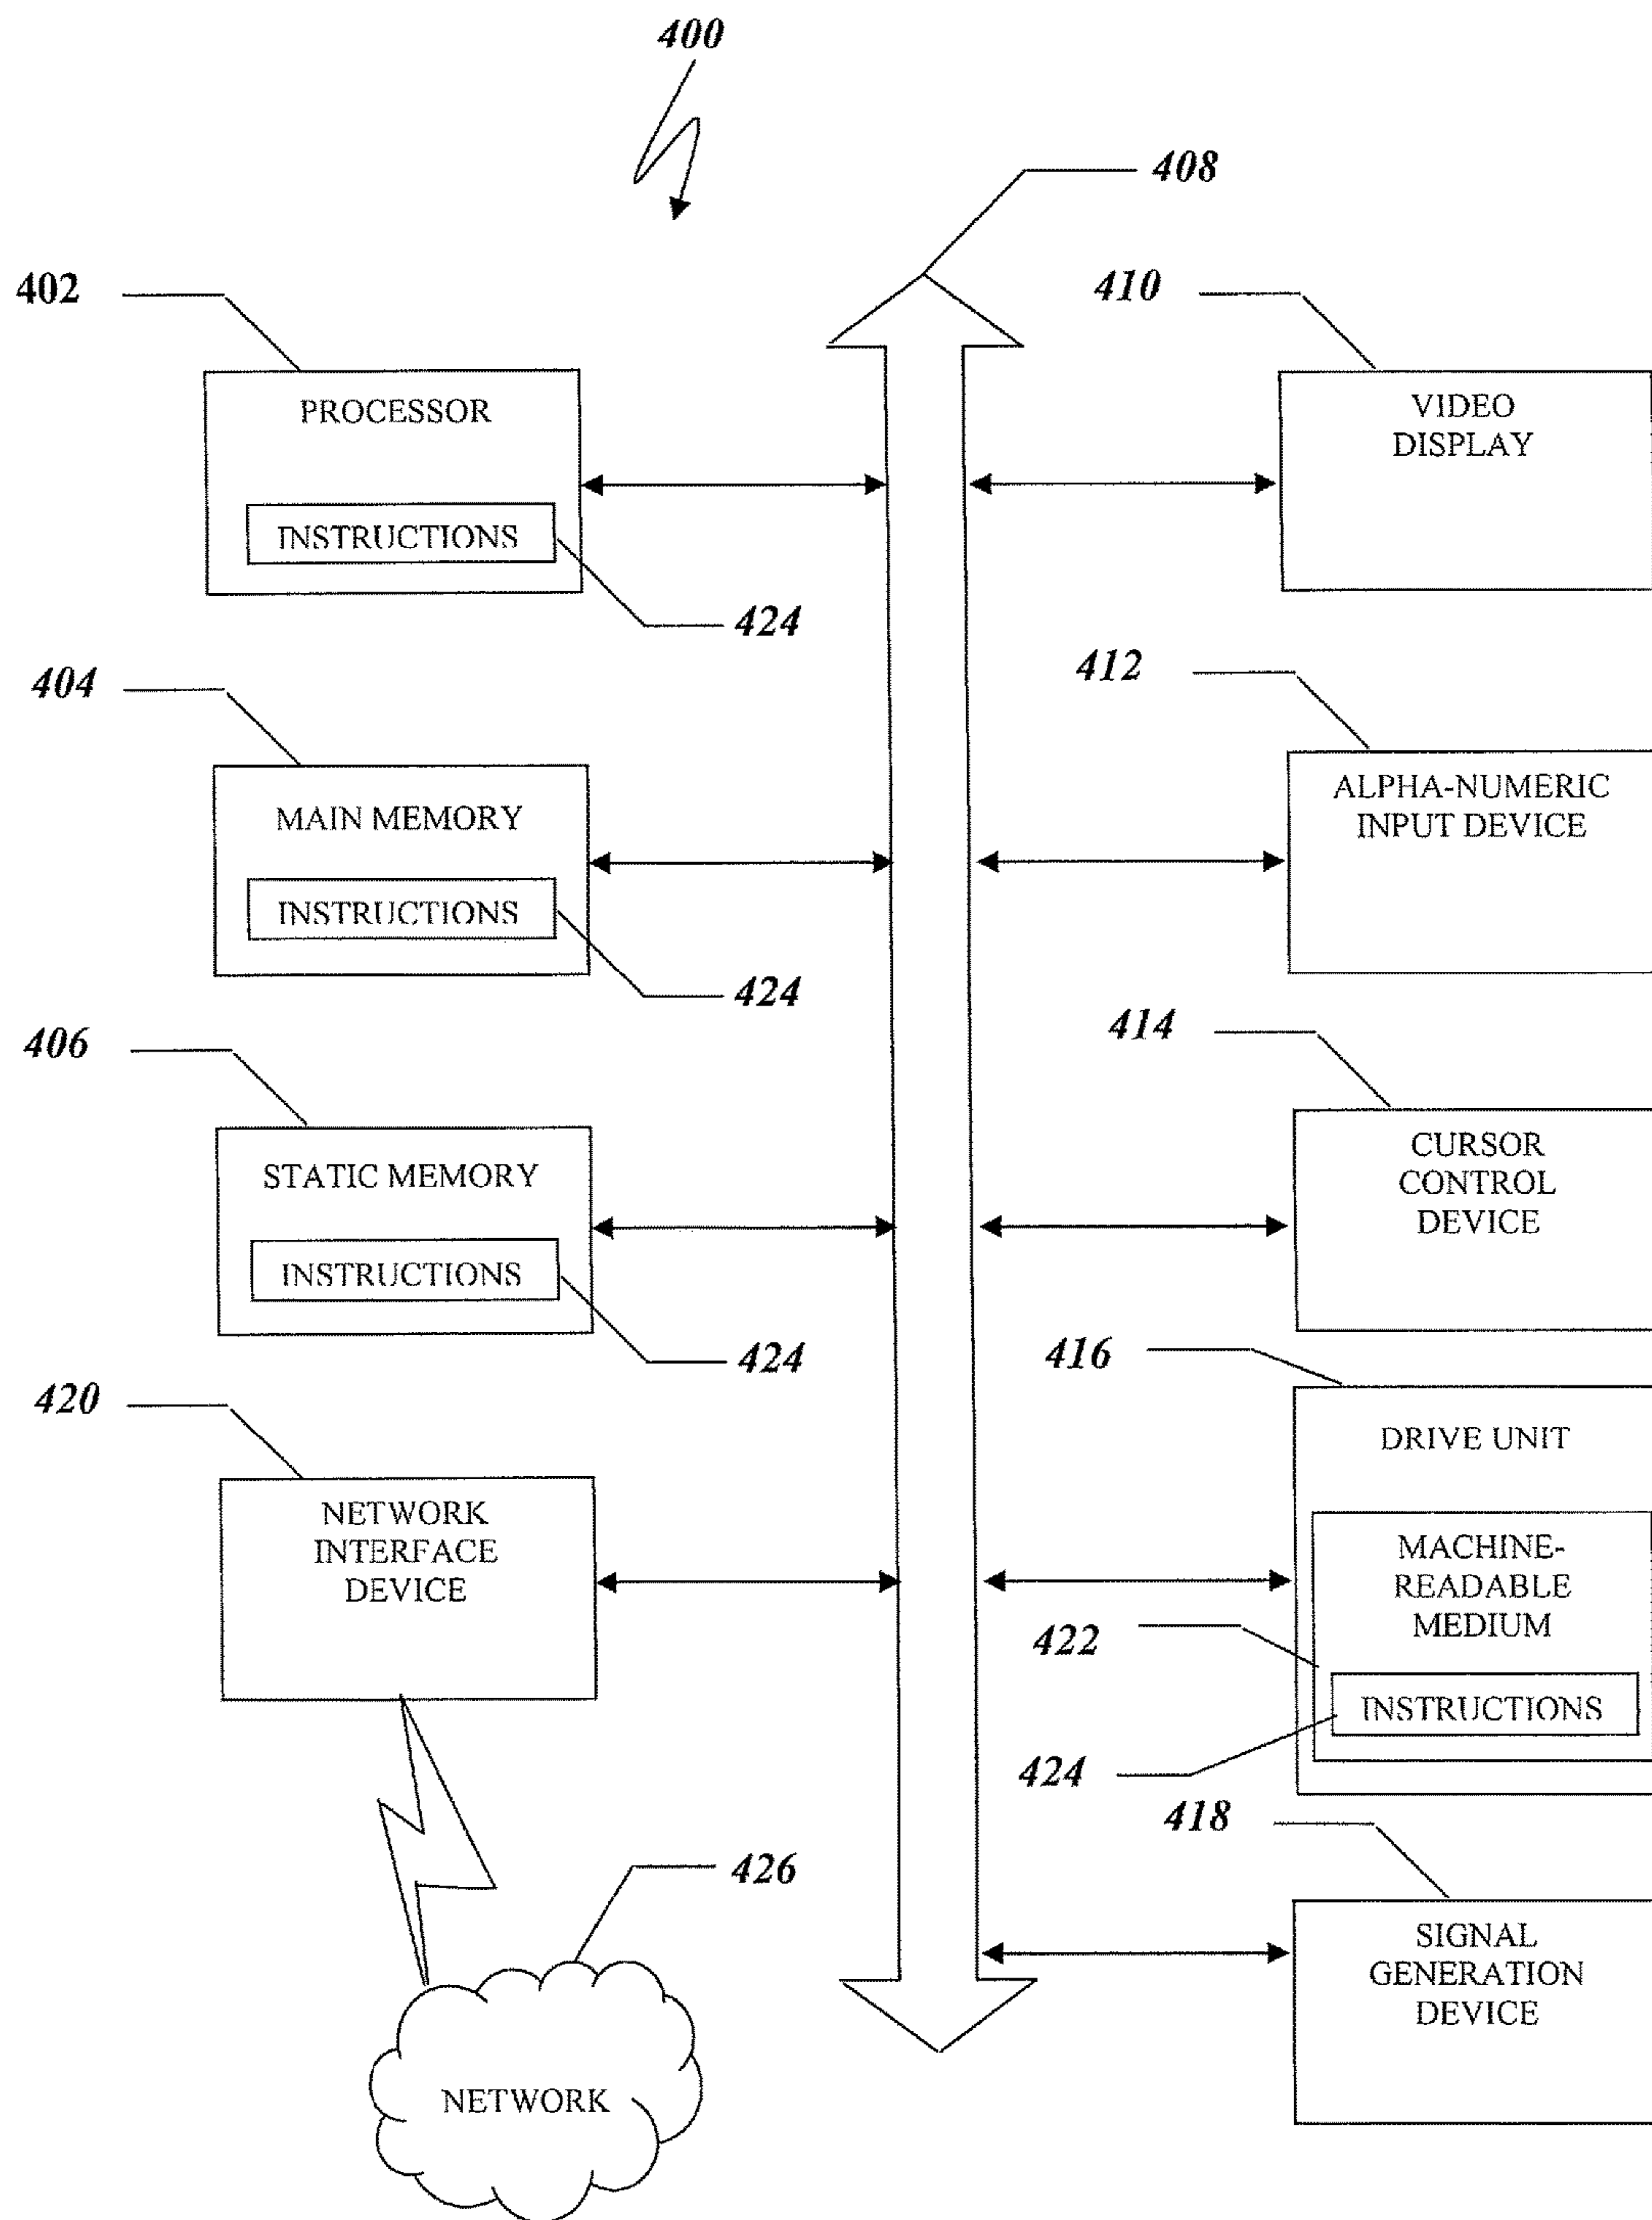 400
408
402
410
PROCESSOR
INSTRUCTIONS
424
VIDEO
DISPLAY
404
412
MAIN MEMORY
INSTRUCTIONS
424
ALPHA-NUMERIC
INPUT DEVICE
406
414
STATIC MEMORY
INSTRUCTIONS
424
CURSOR
CONTROL
DEVICE
420
416
NETWORK
INTERFACE
DEVICE
DRIVE UNIT
MACHINE-
READABLE
MEDIUM
422
INSTRUCTIONS
424
418
426
SIGNAL
GENERATION
DEVICE
NETWORK